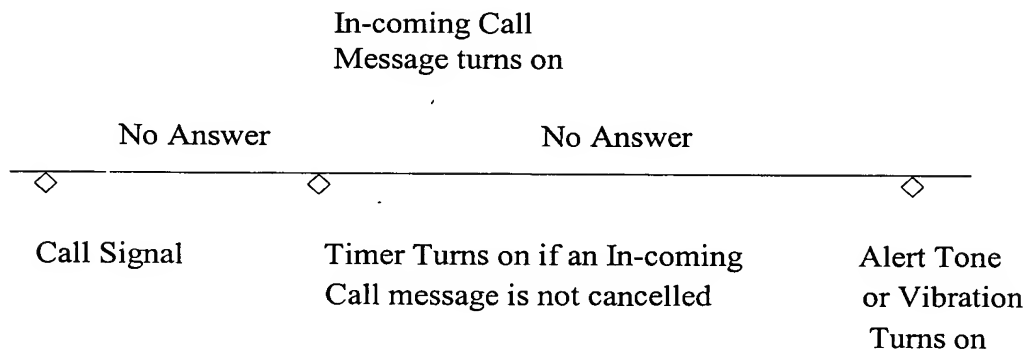 In-coming Call
Message turns on
No Answer
No Answer
Call Signal
Timer Turns on if an In-coming
Call message is not cancelled
Alert Tone
or Vibration
Turns on